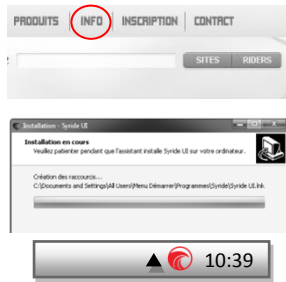 PRODUITS INFO INSCRIPTION CONTACT
SITES RIDERS
Installation - Syride UI
Installation en cours
Veuillez patienter pendant que l'assistant installe Syride UI sur votre ordinateur.
Création des raccourcis...
C:\Documents and Settings\All Users\Menu Démarrer\Programmes\Syride\Syride UI.lnk
10:39